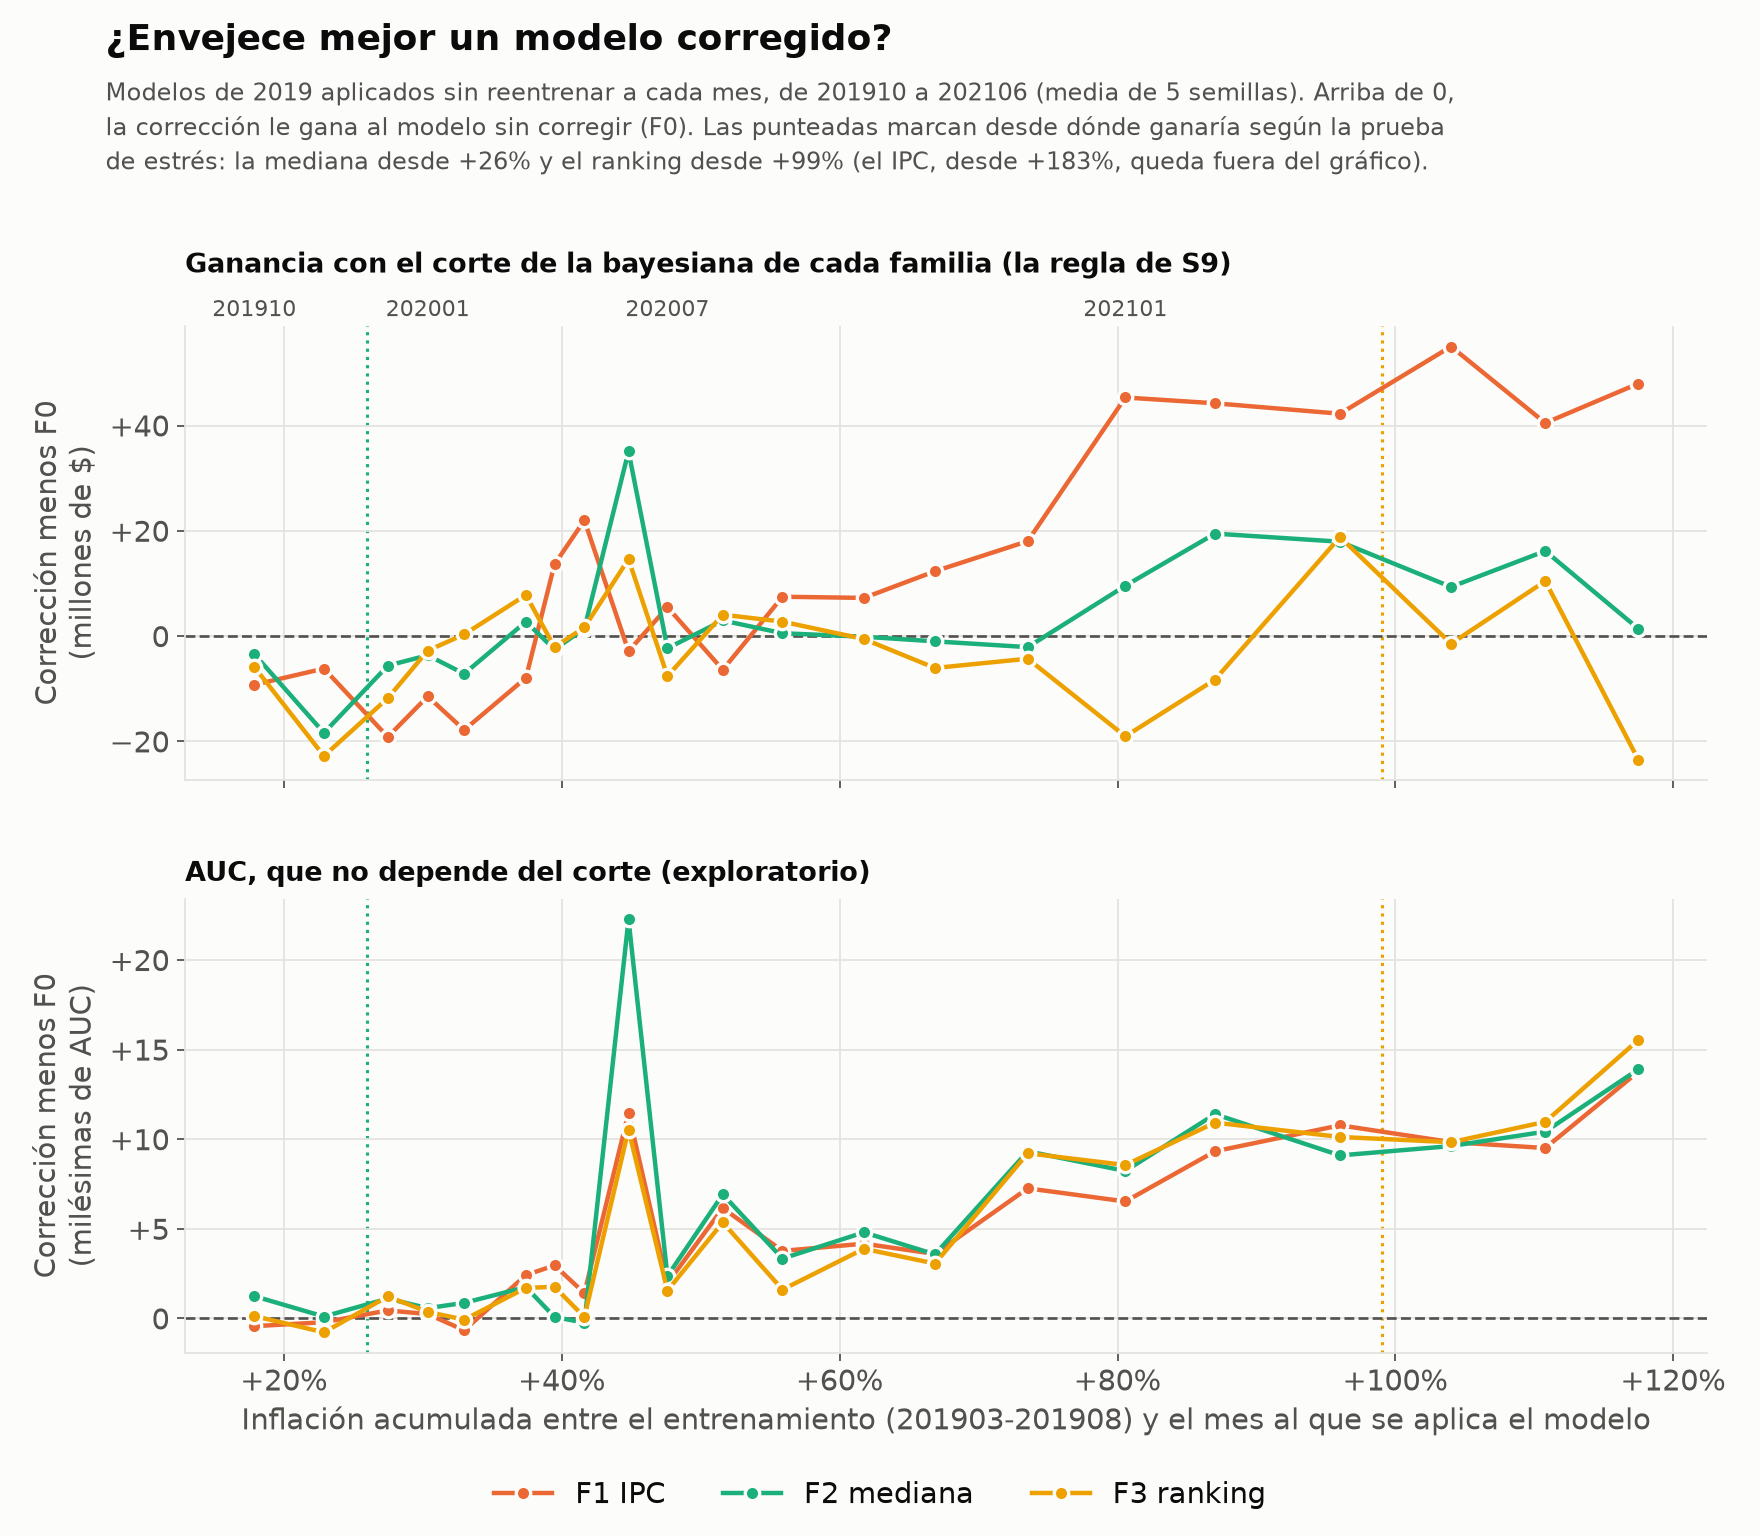 ¿Envejece mejor un modelo corregido?
Modelos de 2019 aplicados sin reentrenar a cada mes, de 201910 a 202106 (media de 5 semillas). Arriba de 0,
la corrección le gana al modelo sin corregir (F0). Las punteadas marcan desde dónde ganaría según la prueba
de estrés: la mediana desde +26% y el ranking desde +99% (el IPC, desde +183%, queda fuera del gráfico).
Ganancia con el corte de la bayesiana de cada familia (la regla de S9)
201910 202001 202007 202101
Corrección menos F0
(millones de $)
+40
+20
0
−20
AUC, que no depende del corte (exploratorio)
Corrección menos F0
(milésimas de AUC)
+20
+15
+10
+5
0
+20% +40% +60% +80% +100% +120%
Inflación acumulada entre el entrenamiento (201903-201908) y el mes al que se aplica el modelo
F1 IPC F2 mediana F3 ranking